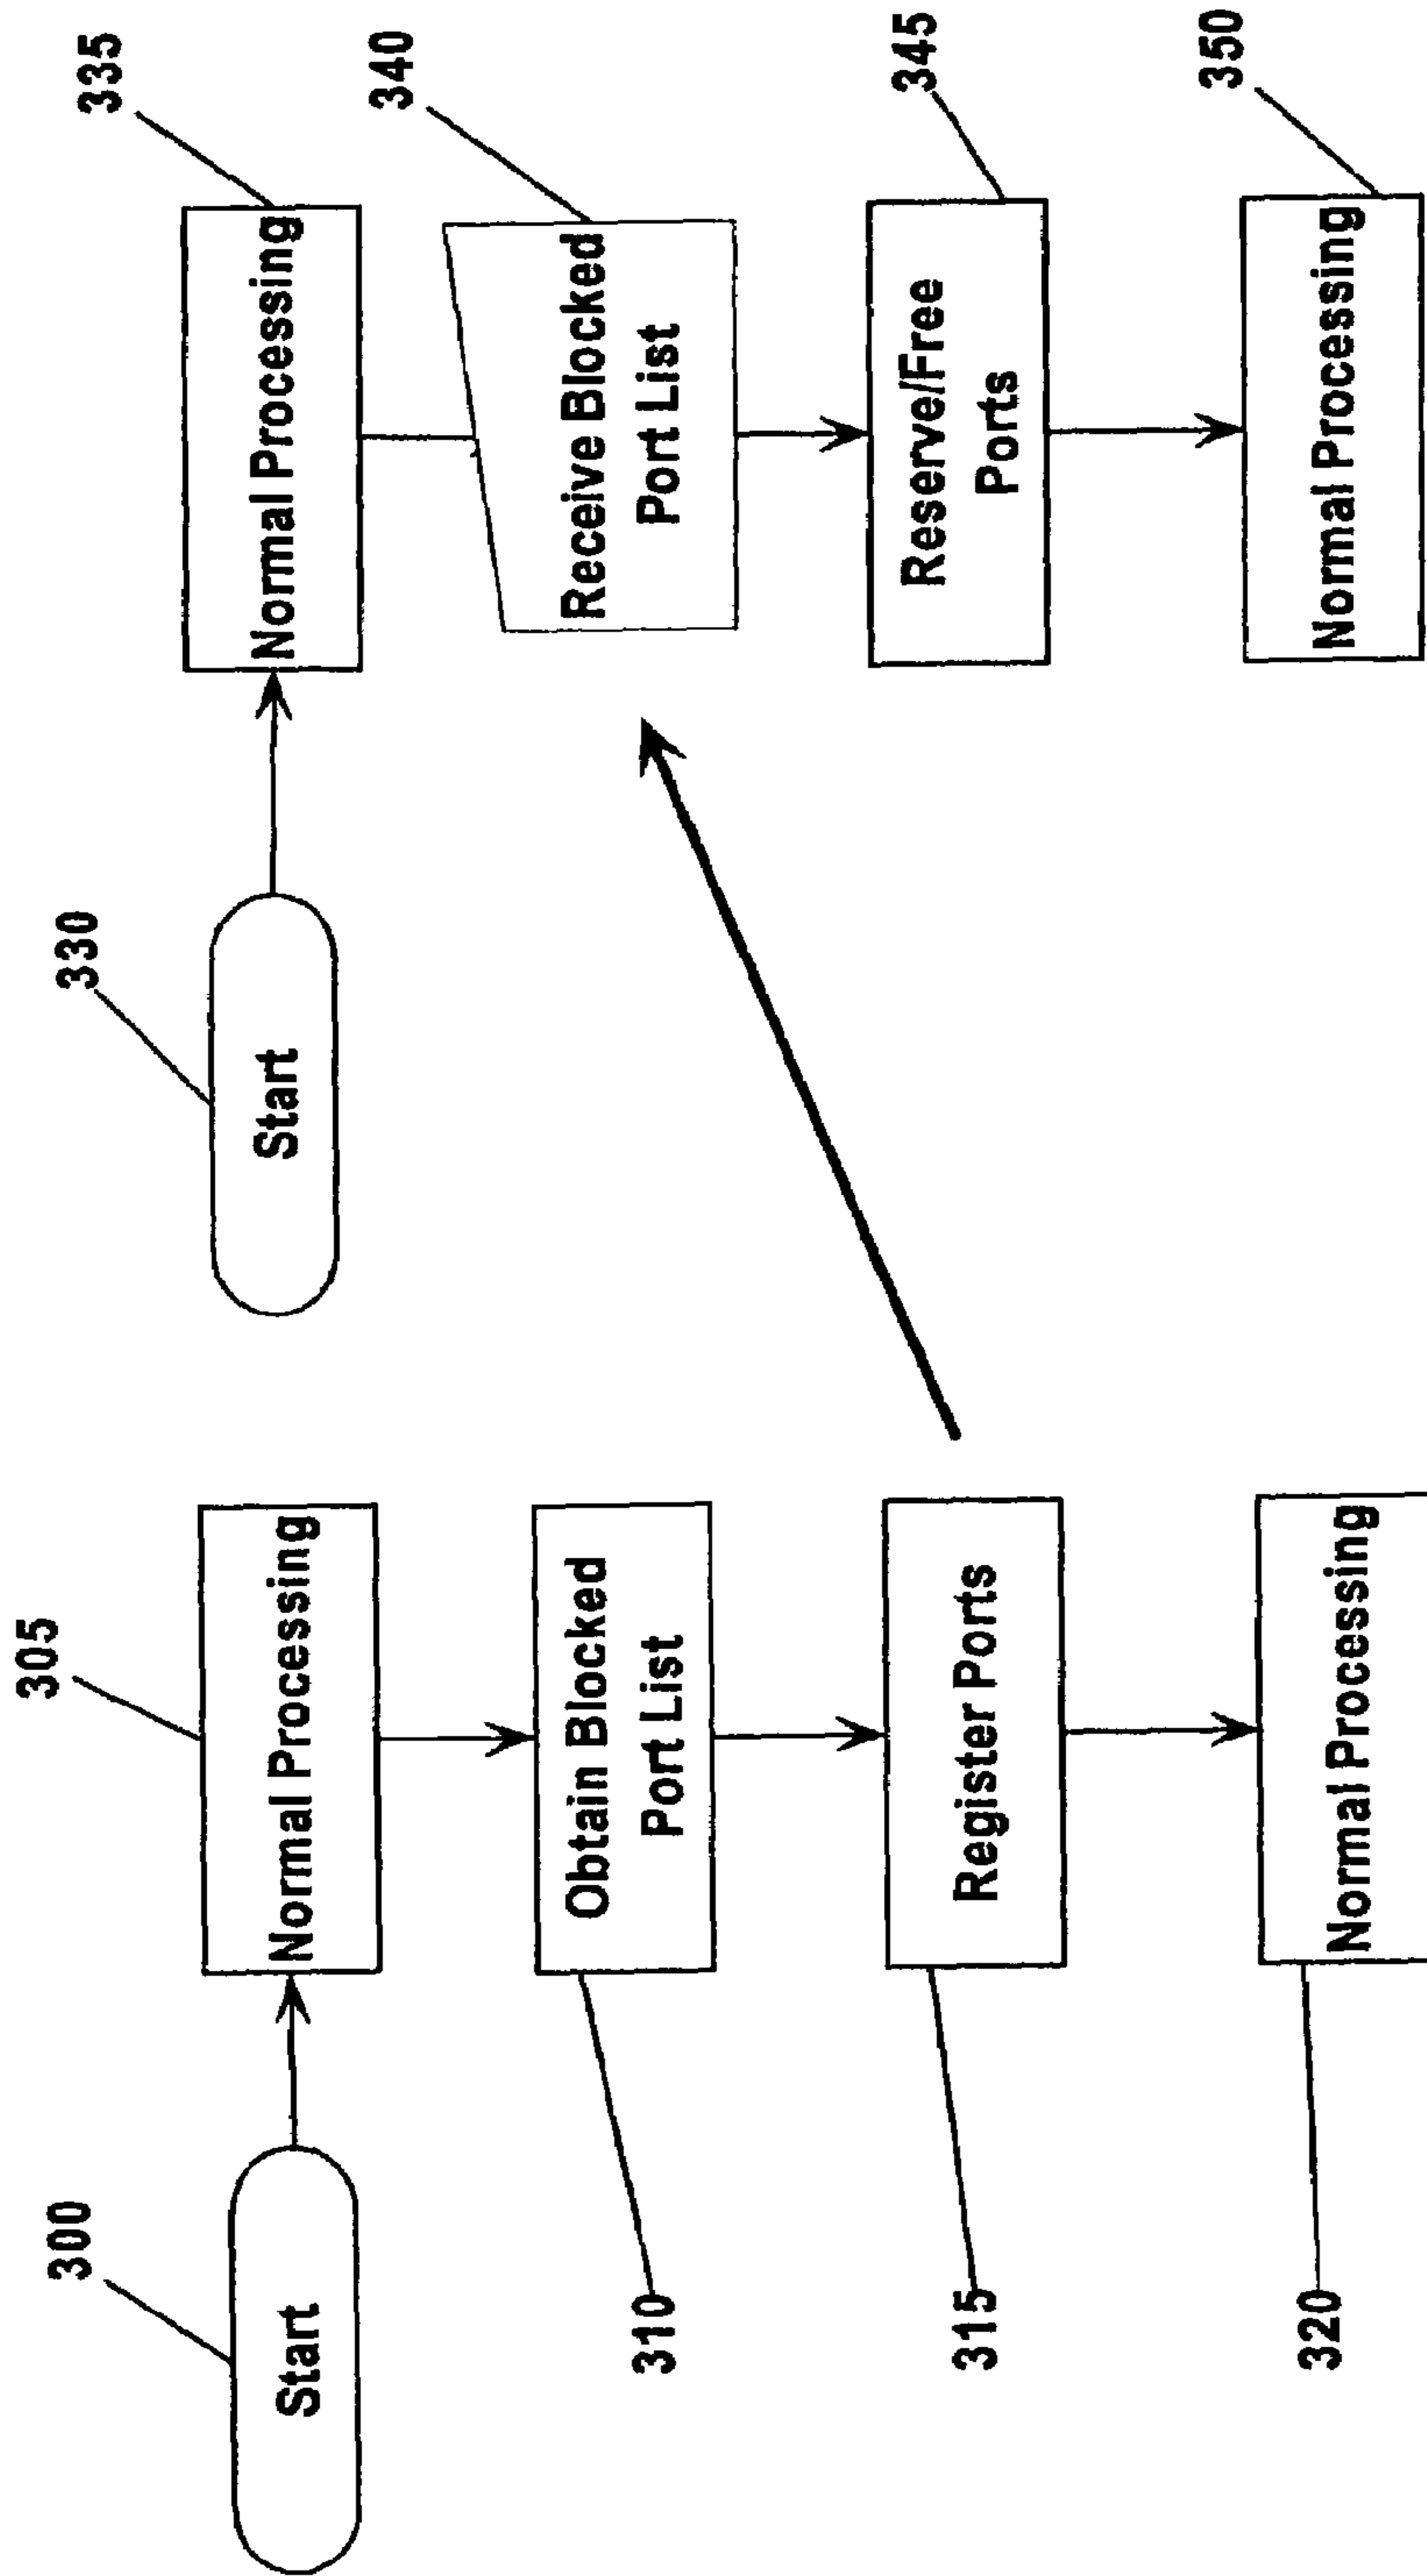 300
Start
305
Normal Processing
310
Obtain Blocked
Port List
315
Register Ports
320
Normal Processing
330
Start
335
Normal Processing
340
Receive Blocked
Port List
345
Reserve/Free
Ports
350
Normal Processing